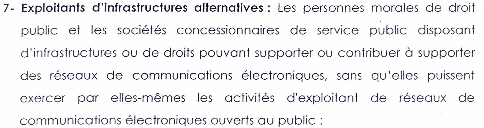 7- Exploitants d'infrastructures alternatives : Les personnes morales de droit
public et les sociétés concessionnaires de service public disposant
d'infrastructures ou de droits pouvant supporter ou contribuer à supporter
des réseaux de communications électroniques, sans qu'elles puissent
exercer par elles-mêmes les activités d'exploitant de réseaux de
communications électroniques ouverts au public ;